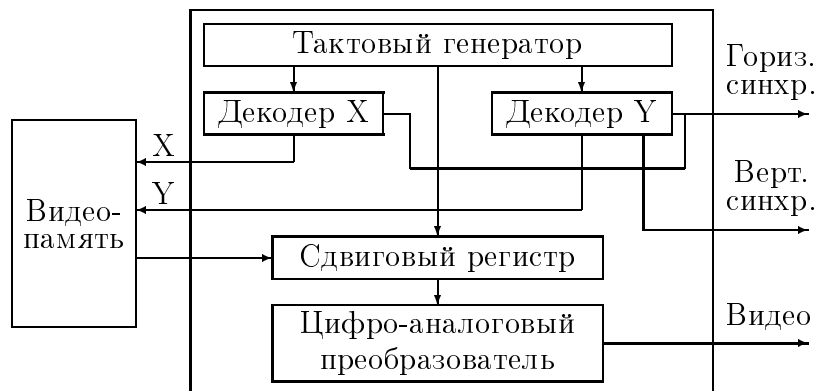 Тактовый генератор
Гориз.
синхр.
Декодер X
Декодер Y
X
Y
Верт.
синхр.
Видео-
память
Сдвиговый регистр
Цифро-аналоговый
преобразователь
Видео